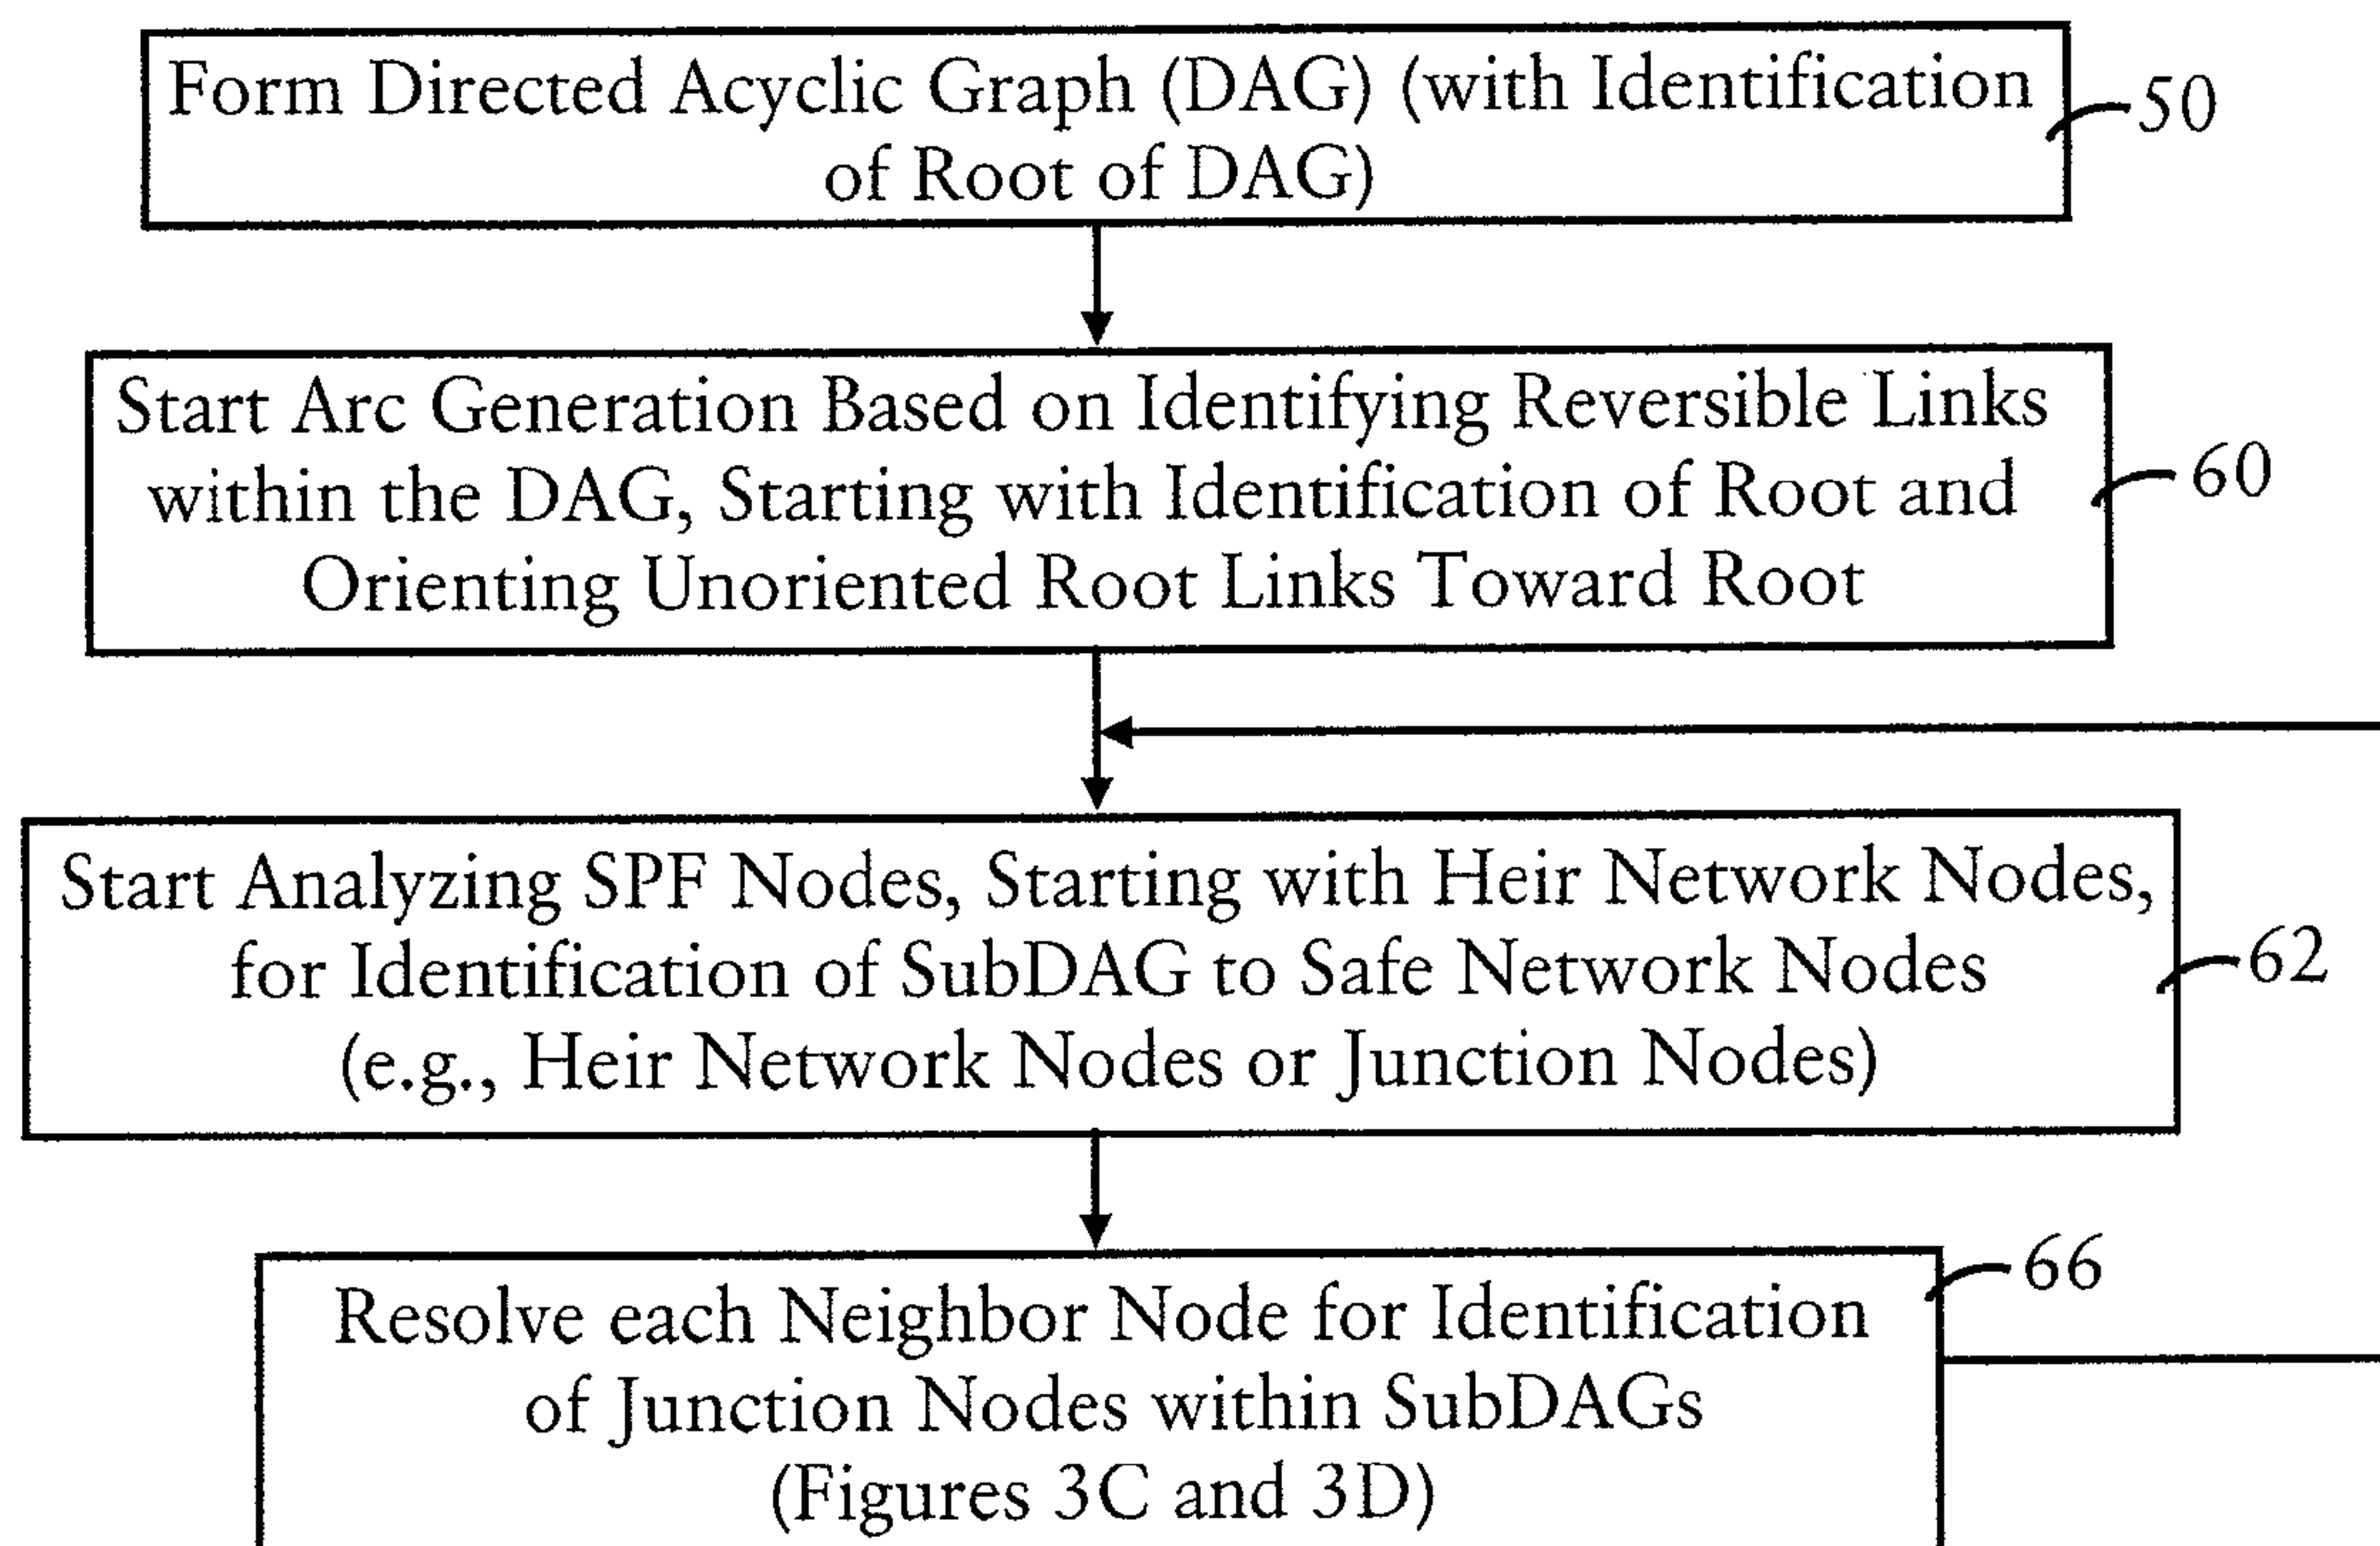 Form Directed Acyclic Graph (DAG) (with Identification
of Root of DAG)
50
Start Arc Generation Based on Identifying Reversible Links
within the DAG, Starting with Identification of Root and
Orienting Unoriented Root Links Toward Root
60
Start Analyzing SPF Nodes, Starting with Heir Network Nodes,
for Identification of SubDAG to Safe Network Nodes
(e.g., Heir Network Nodes or Junction Nodes)
62
66
Resolve each Neighbor Node for Identification
of Junction Nodes within SubDAGs
(Figures 3C and 3D)